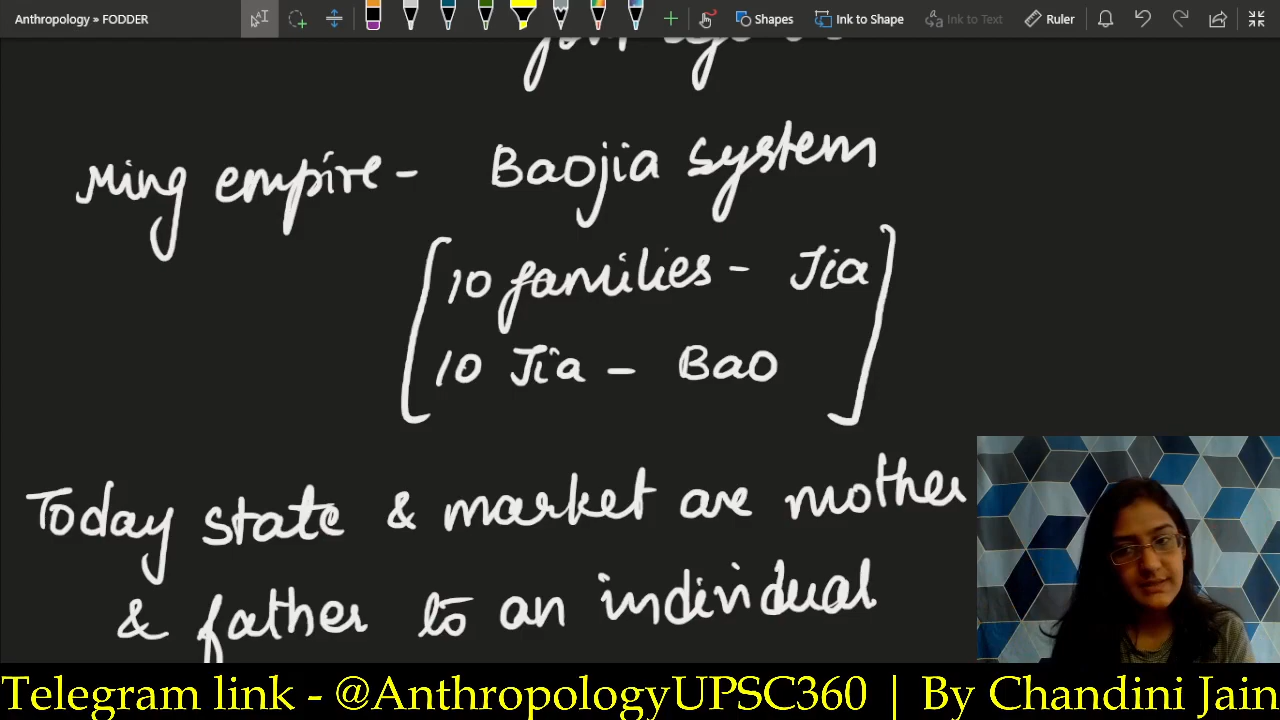 Anthropology » FODDER
Shapes
Ink to Shape
Ink to Text
Ruler
Ming empire - Baojia system
10 families - Jia
10 Jia - Bao
Today state & market are mother
& father to an individual
Telegram link - @AnthropologyUPSC360 | By Chandini Jain